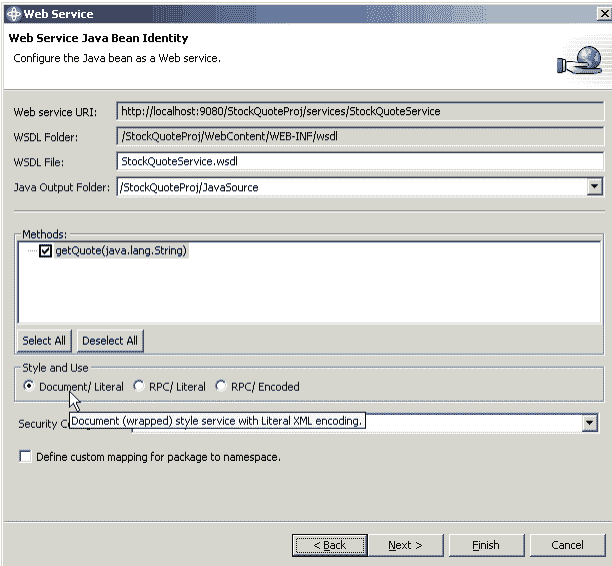 Web Service
Web Service Java Bean Identity
Configure the Java bean as a Web service.
Web service URI: http://localhost:9080/StockQuoteProj/services/StockQuoteService
WSDL Folder: /StockQuoteProj/WebContent/WEB-INF/wsdl
WSDL File: StockQuoteService.wsdl
Java Output Folder: /StockQuoteProj/JavaSource
Methods:
getQuote(java.lang.String)
Select All Deselect All
Style and Use
Document/ Literal RPC/ Literal RPC/ Encoded
Document (wrapped) style service with Literal XML encoding.
Security
Define custom mapping for package to namespace.
< Back Next > Finish Cancel